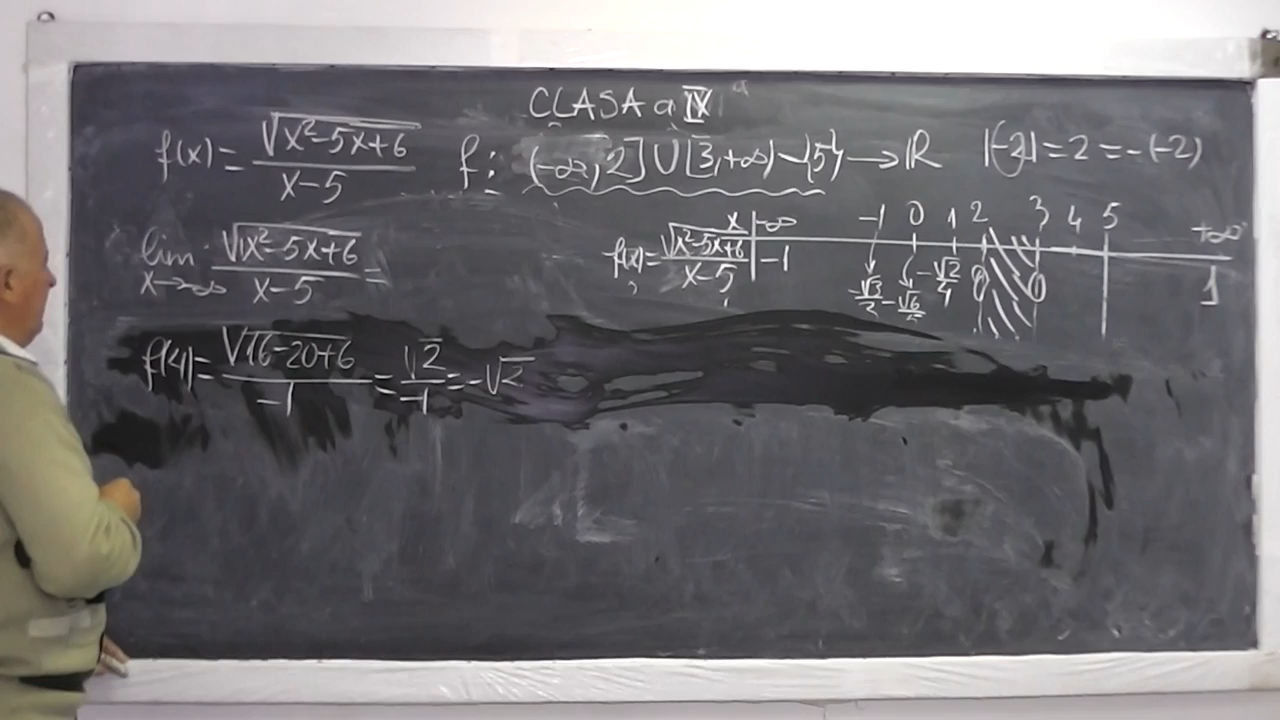 CLASA a IX a
f(x) = √(x²-5x+6) / (x-5)   f: (-∞, 2] ∪ [3, +∞) - {5} → ℝ   |(-2)| = 2 = -(-2)
lim x→-∞ √(x²-5x+6) / (x-5) =
x | -∞ -1 0 1 2 3 4 5 +∞
f(x) = √(x²-5x+6) / (x-5) | -1 -√3/2 -√6/5 -√2/4 0 0 1
f(4) = √(16-20+6) / -1 = √2 / -1 = -√2